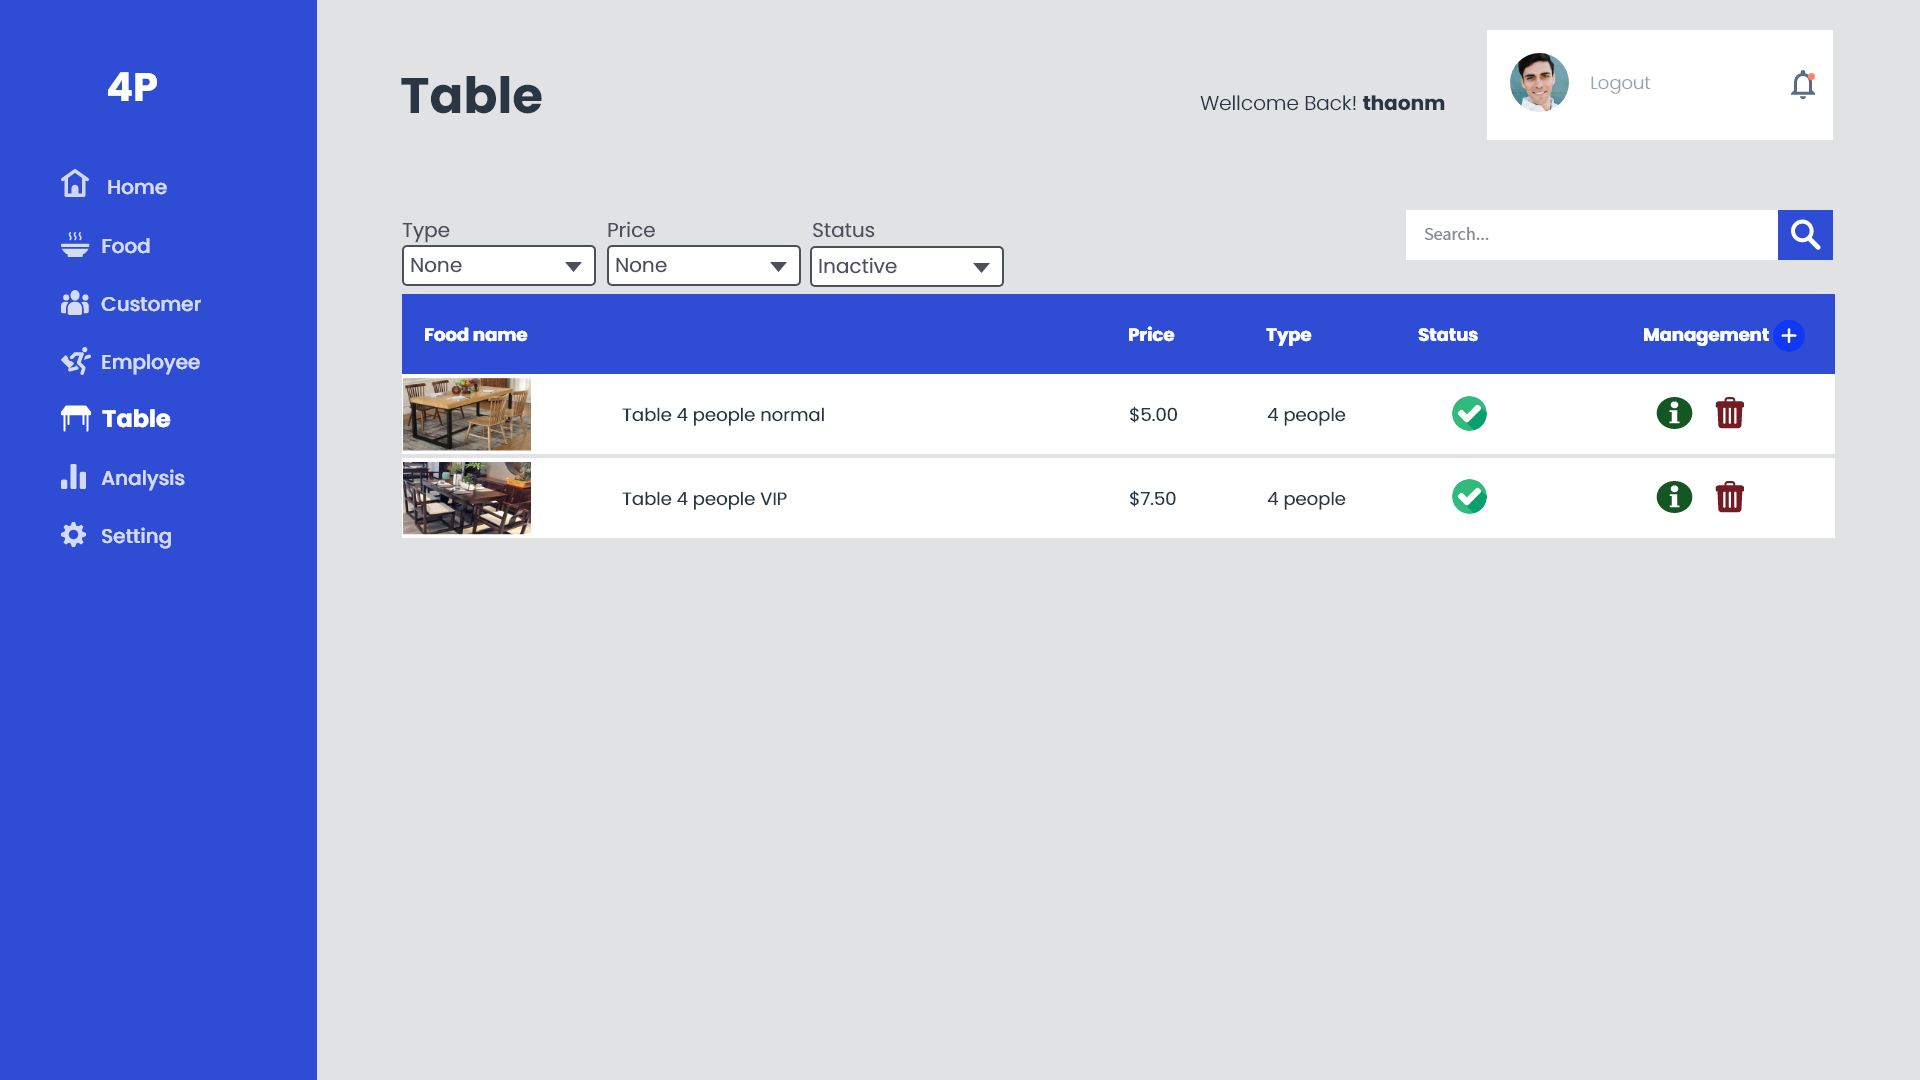 4P
Home
Food
Customer
Employee
Table
Analysis
Setting
Table
Wellcome Back! thaonm
Logout
Type
Price
Status
None
None
Inactive
Search...
Food name
Price
Type
Status
Management
Table 4 people normal
$5.00
4 people
Table 4 people VIP
$7.50
4 people